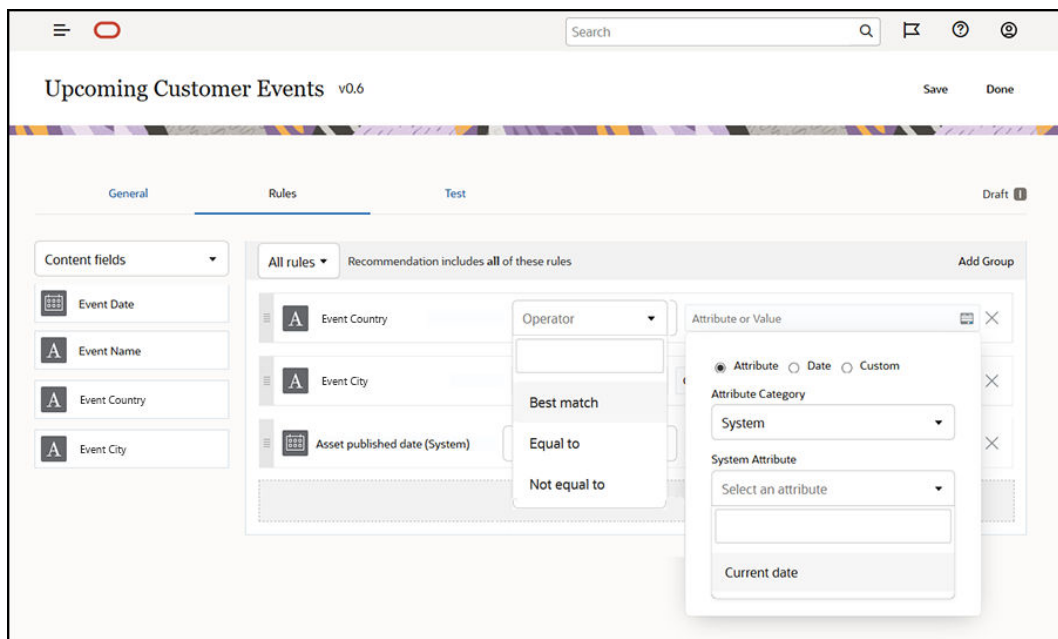 Search
Upcoming Customer Events v0.6
Save Done
General Rules Test Draft
Content fields
Event Date
A Event Name
A Event Country
A Event City
All rules Recommendation includes all of these rules Add Group
A Event Country Operator Attribute or Value
A Event City
Asset published date (System)
Best match
Equal to
Not equal to
Attribute Date Custom
Attribute Category
System
System Attribute
Select an attribute
Current date